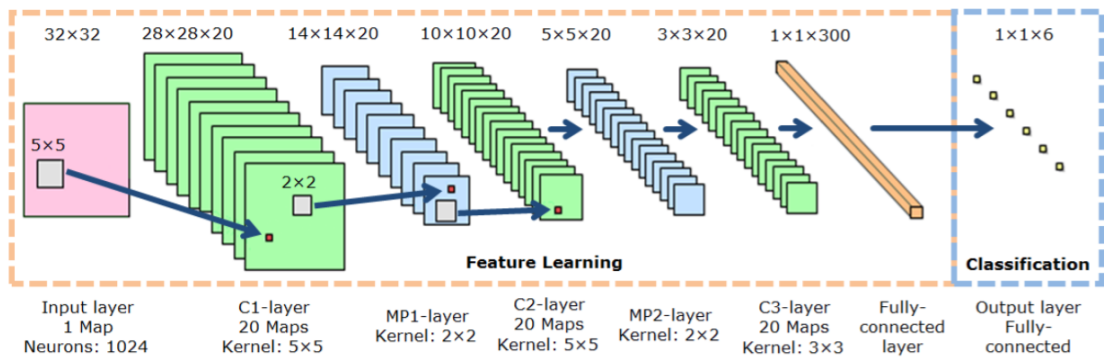 32×32
28×28×20
14×14×20
10×10×20
5×5×20
3×3×20
1×1×300
1×1×6
5×5
2×2
Feature Learning
Classification
Input layer
1 Map
Neurons: 1024
C1-layer
20 Maps
Kernel: 5×5
MP1-layer
Kernel: 2×2
C2-layer
20 Maps
Kernel: 5×5
MP2-layer
Kernel: 2×2
C3-layer
20 Maps
Kernel: 3×3
Fully-
connected
layer
Output layer
Fully-
connected